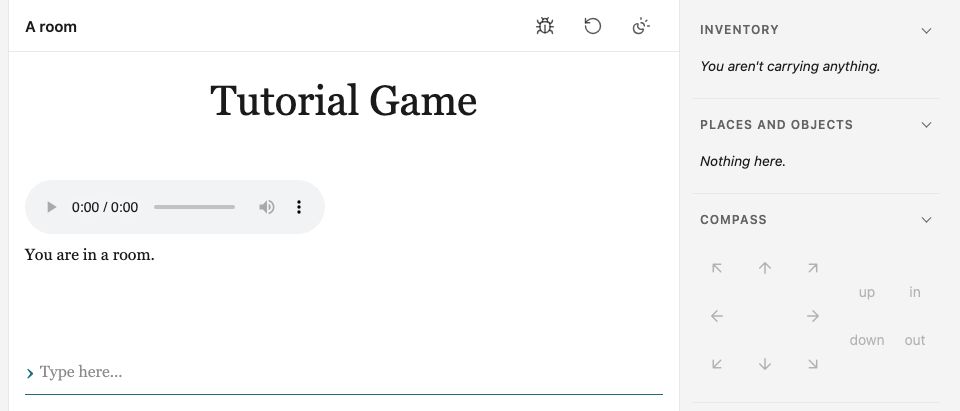 A room
Tutorial Game
0:00 / 0:00
You are in a room.
Type here...
INVENTORY
You aren't carrying anything.
PLACES AND OBJECTS
Nothing here.
COMPASS
up in
down out